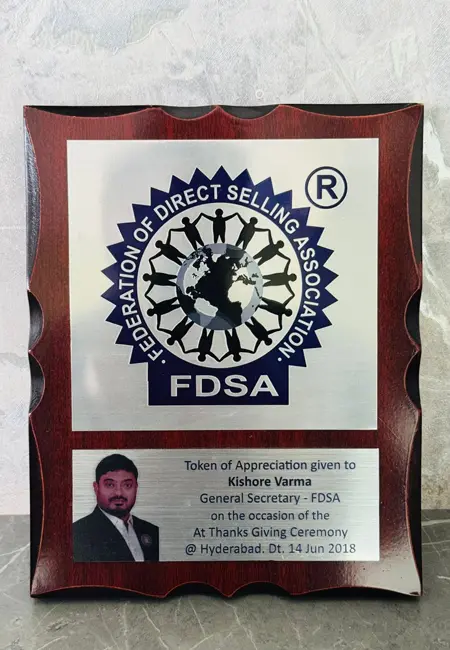 ®
FEDERATION OF DIRECT SELLING ASSOCIATION
FDSA
Token of Appreciation given to
Kishore Varma
General Secretary - FDSA
on the occasion of the
At Thanks Giving Ceremony
@ Hyderabad. Dt. 14 Jun 2018